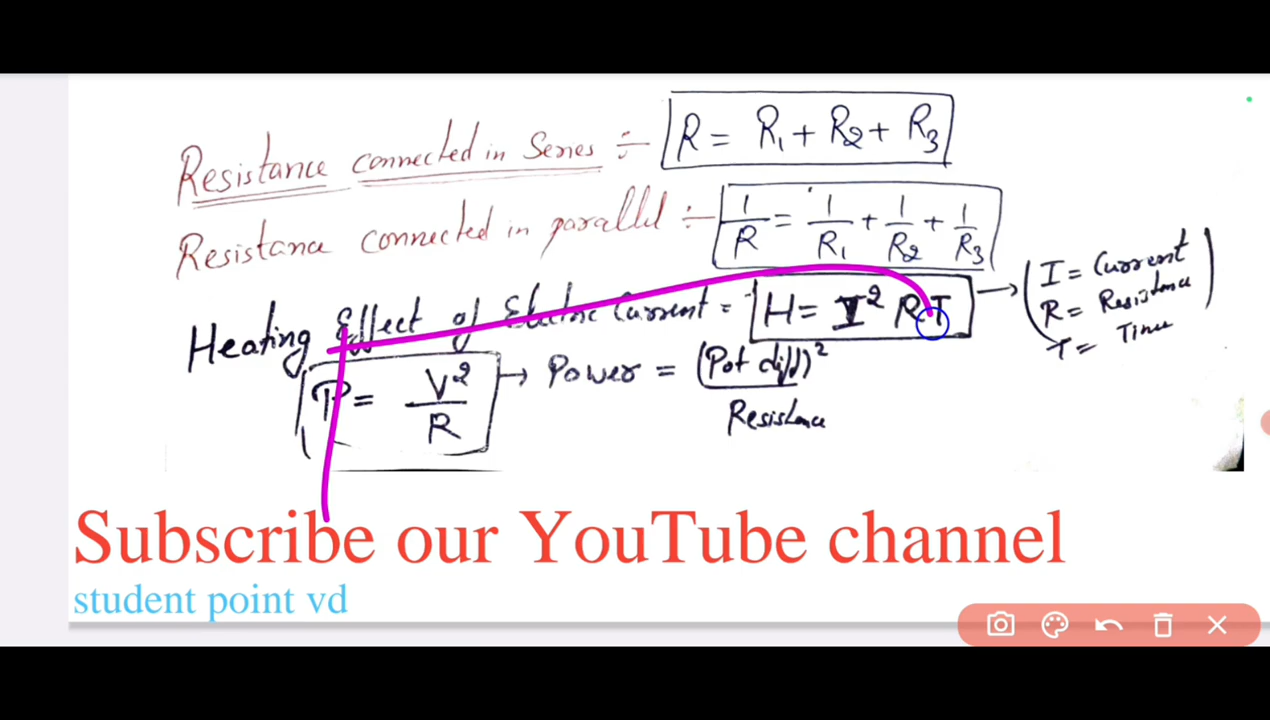 Resistance connected in Series ÷ R = R1 + R2 + R3
Resistance connected in parallel ÷ 1/R = 1/R1 + 1/R2 + 1/R3
Heating Effect of Electric Current = H = I² RT → (I = Current
R = Resistance
T = Time)
P = V²/R → Power = (Pot diff)²/Resistance
Subscribe our YouTube channel
student point vd